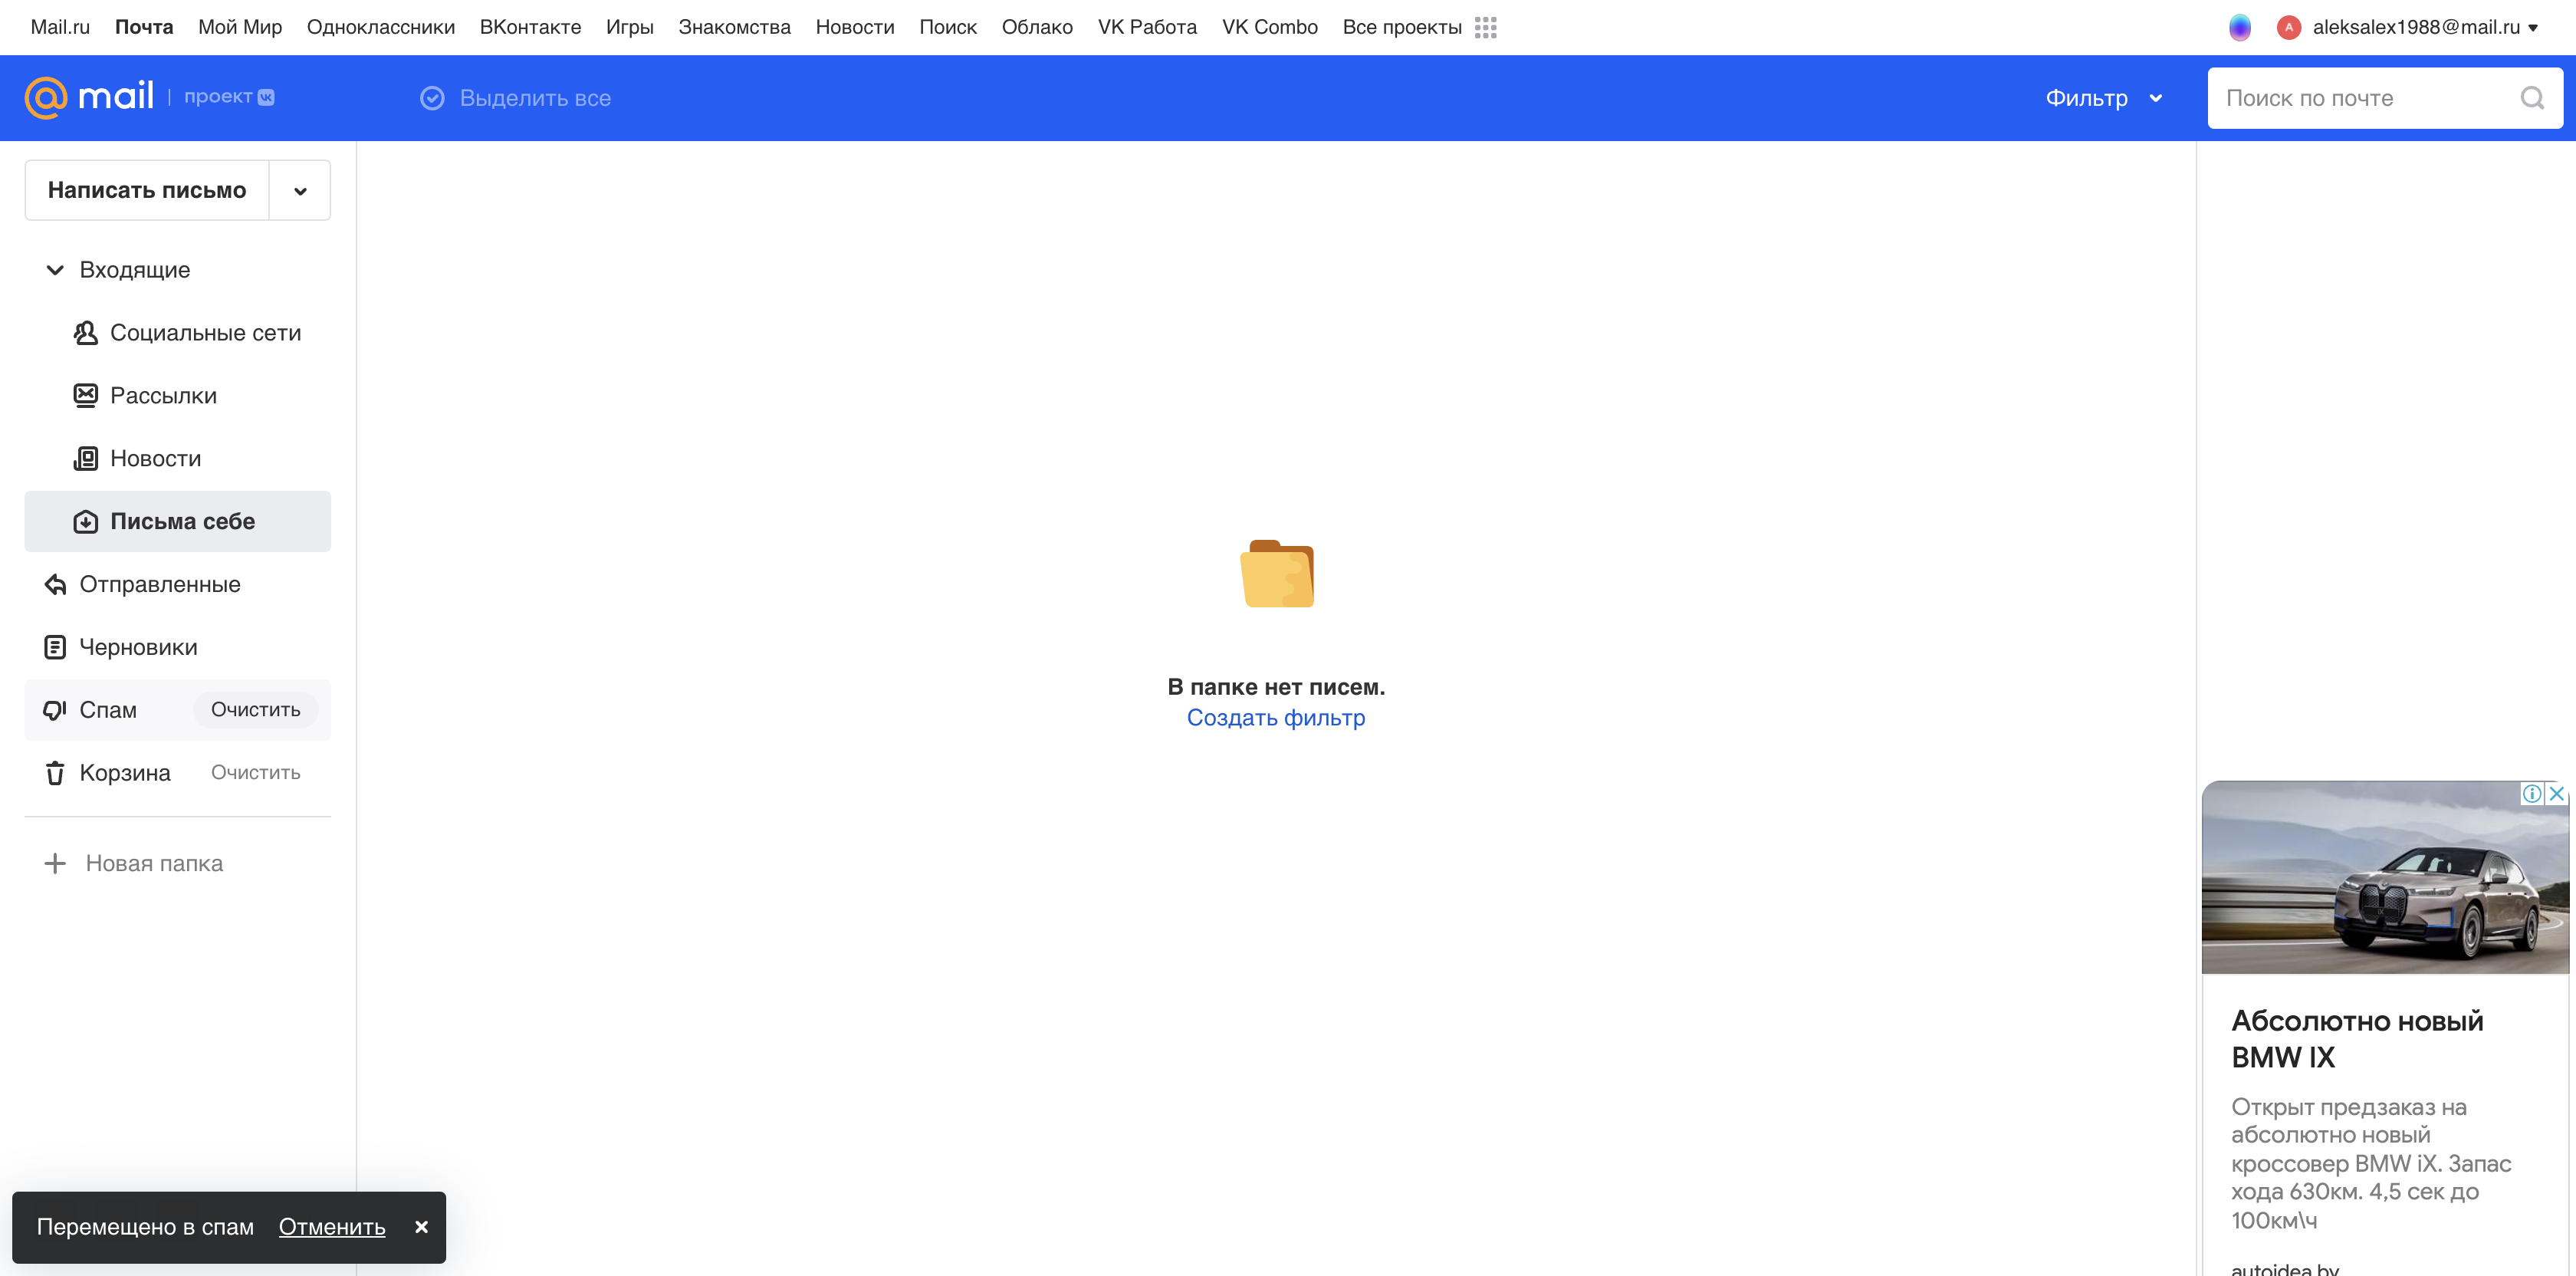 Mail.ru Почта Мой Мир Одноклассники ВКонтакте Игры Знакомства Новости Поиск Облако VK Работа VK Combo Все проекты
A aleksalex1988@mail.ru
@mail | проект
Выделить все
Фильтр
Поиск по почте
Написать письмо
Входящие
Социальные сети
Рассылки
Новости
Письма себе
Отправленные
Черновики
Спам Очистить
Корзина Очистить
Новая папка
В папке нет писем.
Создать фильтр
Абсолютно новый
BMW IX
Открыт предзаказ на
абсолютно новый
кроссовер BMW iX. Запас
хода 630км. 4,5 сек до
100км\ч
autoidea.by
Перемещено в спам Отменить